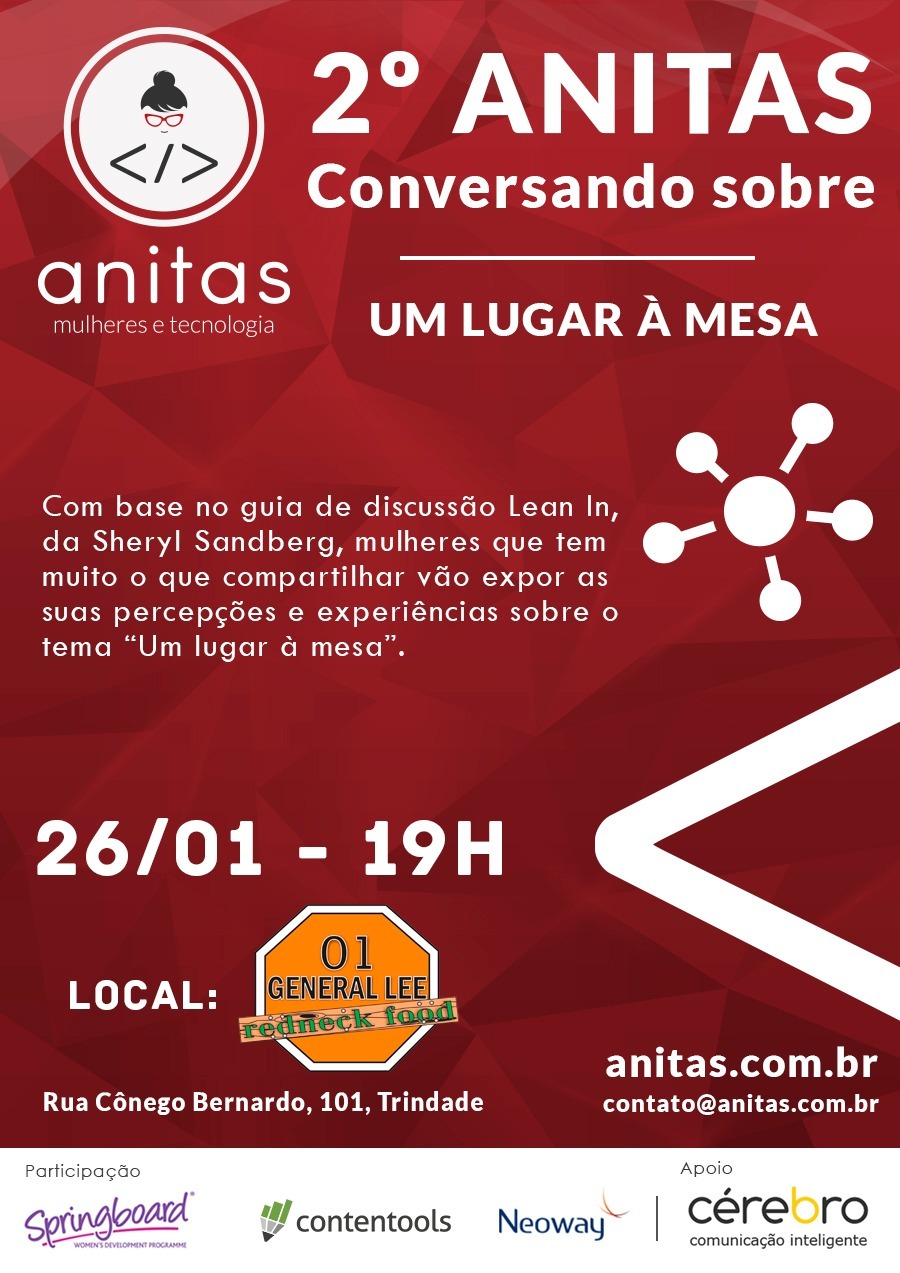 2º ANITAS
Conversando sobre
UM LUGAR À MESA
</>
anitas
mulheres e tecnologia
Com base no guia de discussão Lean In,
da Sheryl Sandberg, mulheres que tem
muito o que compartilhar vão expor as
suas percepções e experiências sobre o
tema “Um lugar à mesa”.
26/01 - 19H
LOCAL:
01
GENERAL LEE
redneck food
Rua Cônego Bernardo, 101, Trindade
anitas.com.br
contato@anitas.com.br
Participação
Springboard®
WOMEN'S DEVELOPMENT PROGRAMME
contentools
Neoway
Apoio
cérebro
comunicação inteligente